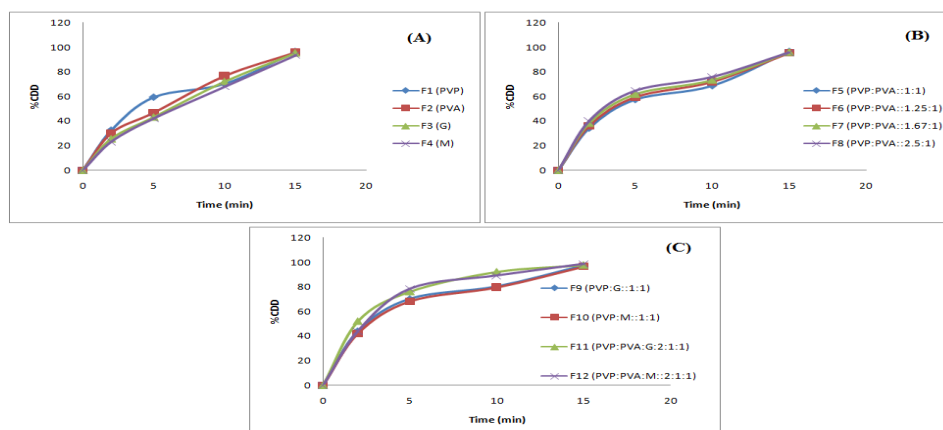 (A)
%CDD
120
100
80
60
40
20
0
0 5 10 15 20
Time (min)
F1 (PVP)
F2 (PVA)
F3 (G)
F4 (M)
(B)
%CDD
120
100
80
60
40
20
0
0 5 10 15 20
Time (min)
F5 (PVP:PVA::1:1)
F6 (PVP:PVA::1.25:1)
F7 (PVP:PVA::1.67:1)
F8 (PVP:PVA::2.5:1)
(C)
%CDD
120
100
80
60
40
20
0
0 5 10 15 20
Time (min)
F9 (PVP:G::1:1)
F10 (PVP:M::1:1)
F11 (PVP:PVA:G:2:1:1)
F12 (PVP:PVA:M::2:1:1)